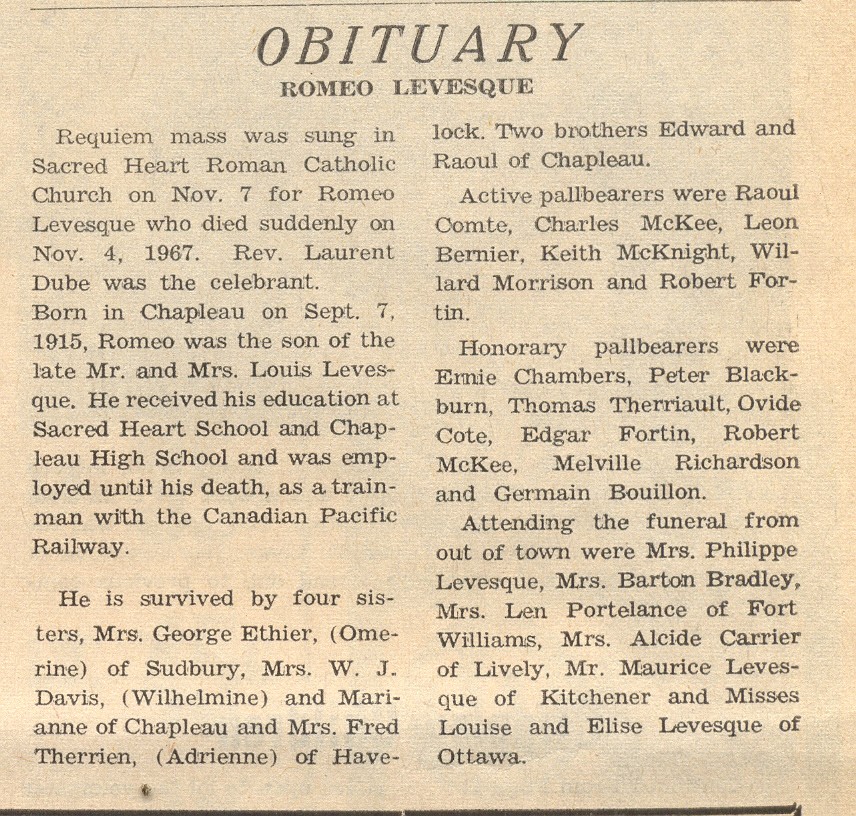 OBITUARY
ROMEO LEVESQUE
Requiem mass was sung in
Sacred Heart Roman Catholic
Church on Nov. 7 for Romeo
Levesque who died suddenly on
Nov. 4, 1967. Rev. Laurent
Dube was the celebrant.
Born in Chapleau on Sept. 7,
1915, Romeo was the son of the
late Mr. and Mrs. Louis Leves-
que. He received his education at
Sacred Heart School and Chap-
leau High School and was emp-
loyed until his death, as a train-
man with the Canadian Pacific
Railway.
He is survived by four sis-
ters, Mrs. George Ethier, (Ome-
rine) of Sudbury, Mrs. W. J.
Davis, (Wilhelmine) and Mari-
anne of Chapleau and Mrs. Fred
Therrien, (Adrienne) of Have-
lock. Two brothers Edward and
Raoul of Chapleau.
Active pallbearers were Raoul
Comte, Charles McKee, Leon
Bernier, Keith McKnight, Wil-
lard Morrison and Robert For-
tin.
Honorary pallbearers were
Ernie Chambers, Peter Black-
burn, Thomas Therriault, Ovide
Cote, Edgar Fortin, Robert
McKee, Melville Richardson
and Germain Bouillon.
Attending the funeral from
out of town were Mrs. Philippe
Levesque, Mrs. Barton Bradley,
Mrs. Len Portelance of Fort
Williams, Mrs. Alcide Carrier
of Lively, Mr. Maurice Leves-
que of Kitchener and Misses
Louise and Elise Levesque of
Ottawa.